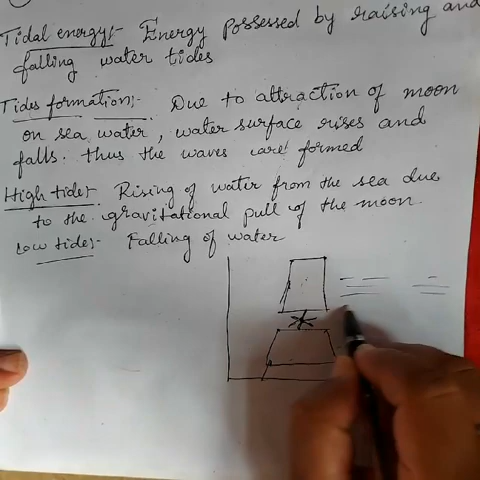 Tidal energy:- Energy possessed by raising and
falling water tides
Tides formation:- Due to attraction of moon
on sea water, water surface rises and
falls. Thus the waves are formed
High tide:- Rising of water from the sea due
to the gravitational pull of the moon.
Low tide:- Falling of water